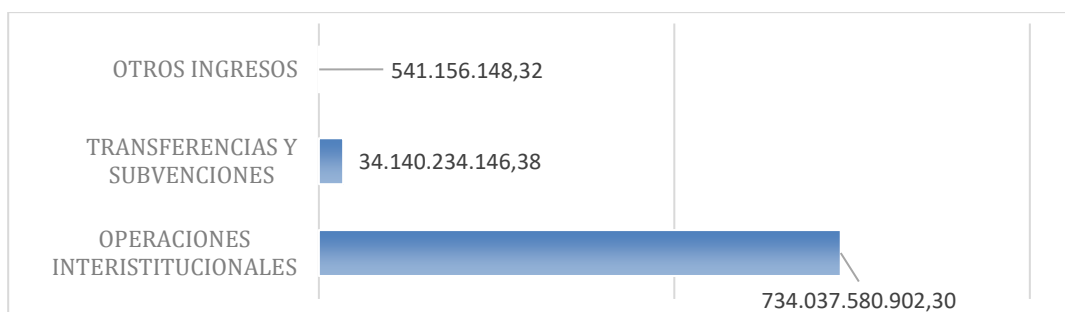 OTROS INGRESOS
541.156.148,32
TRANSFERENCIAS Y
SUBVENCIONES
34.140.234.146,38
OPERACIONES
INTERISTITUCIONALES
734.037.580.902,30